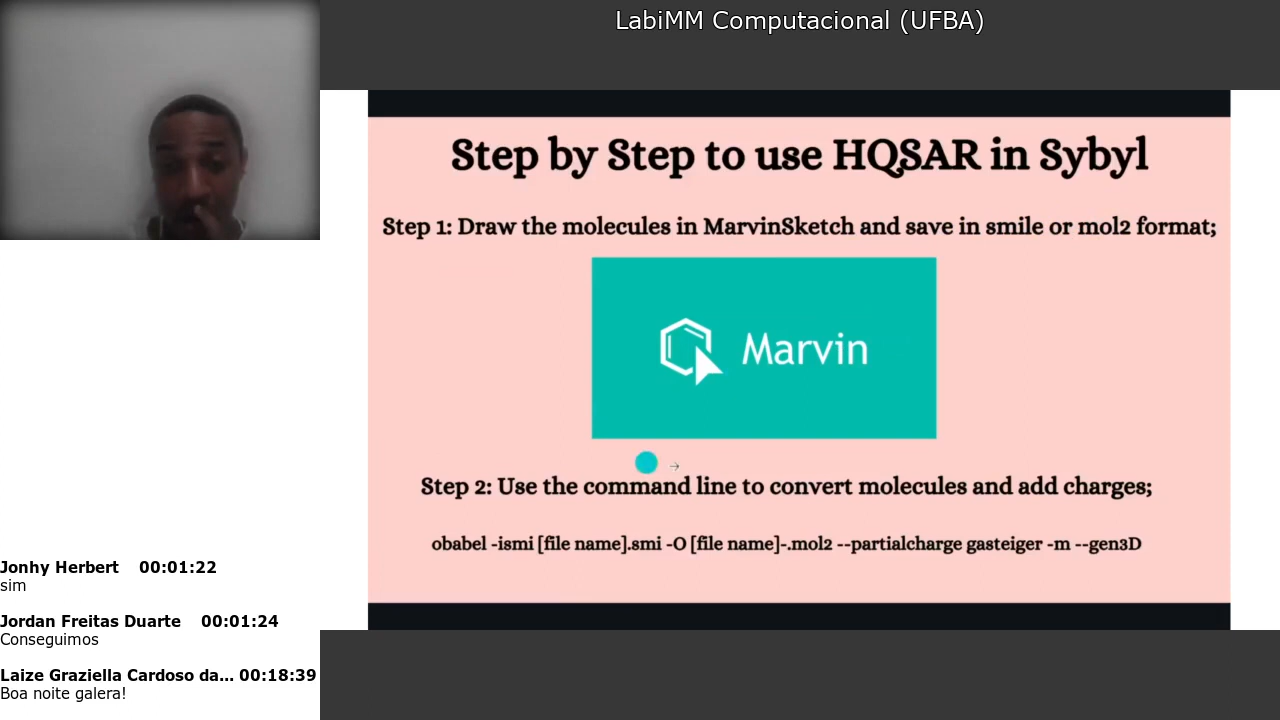 LabiMM Computacional (UFBA)
Step by Step to use HQSAR in Sybyl
Step 1: Draw the molecules in MarvinSketch and save in smile or mol2 format;
Marvin
Step 2: Use the command line to convert molecules and add charges;
obabel -ismi [file name].smi -O [file name]-.mol2 --partialcharge gasteiger -m --gen3D
Jonhy Herbert 00:01:22
sim
Jordan Freitas Duarte 00:01:24
Conseguimos
Laize Graziella Cardoso da... 00:18:39
Boa noite galera!